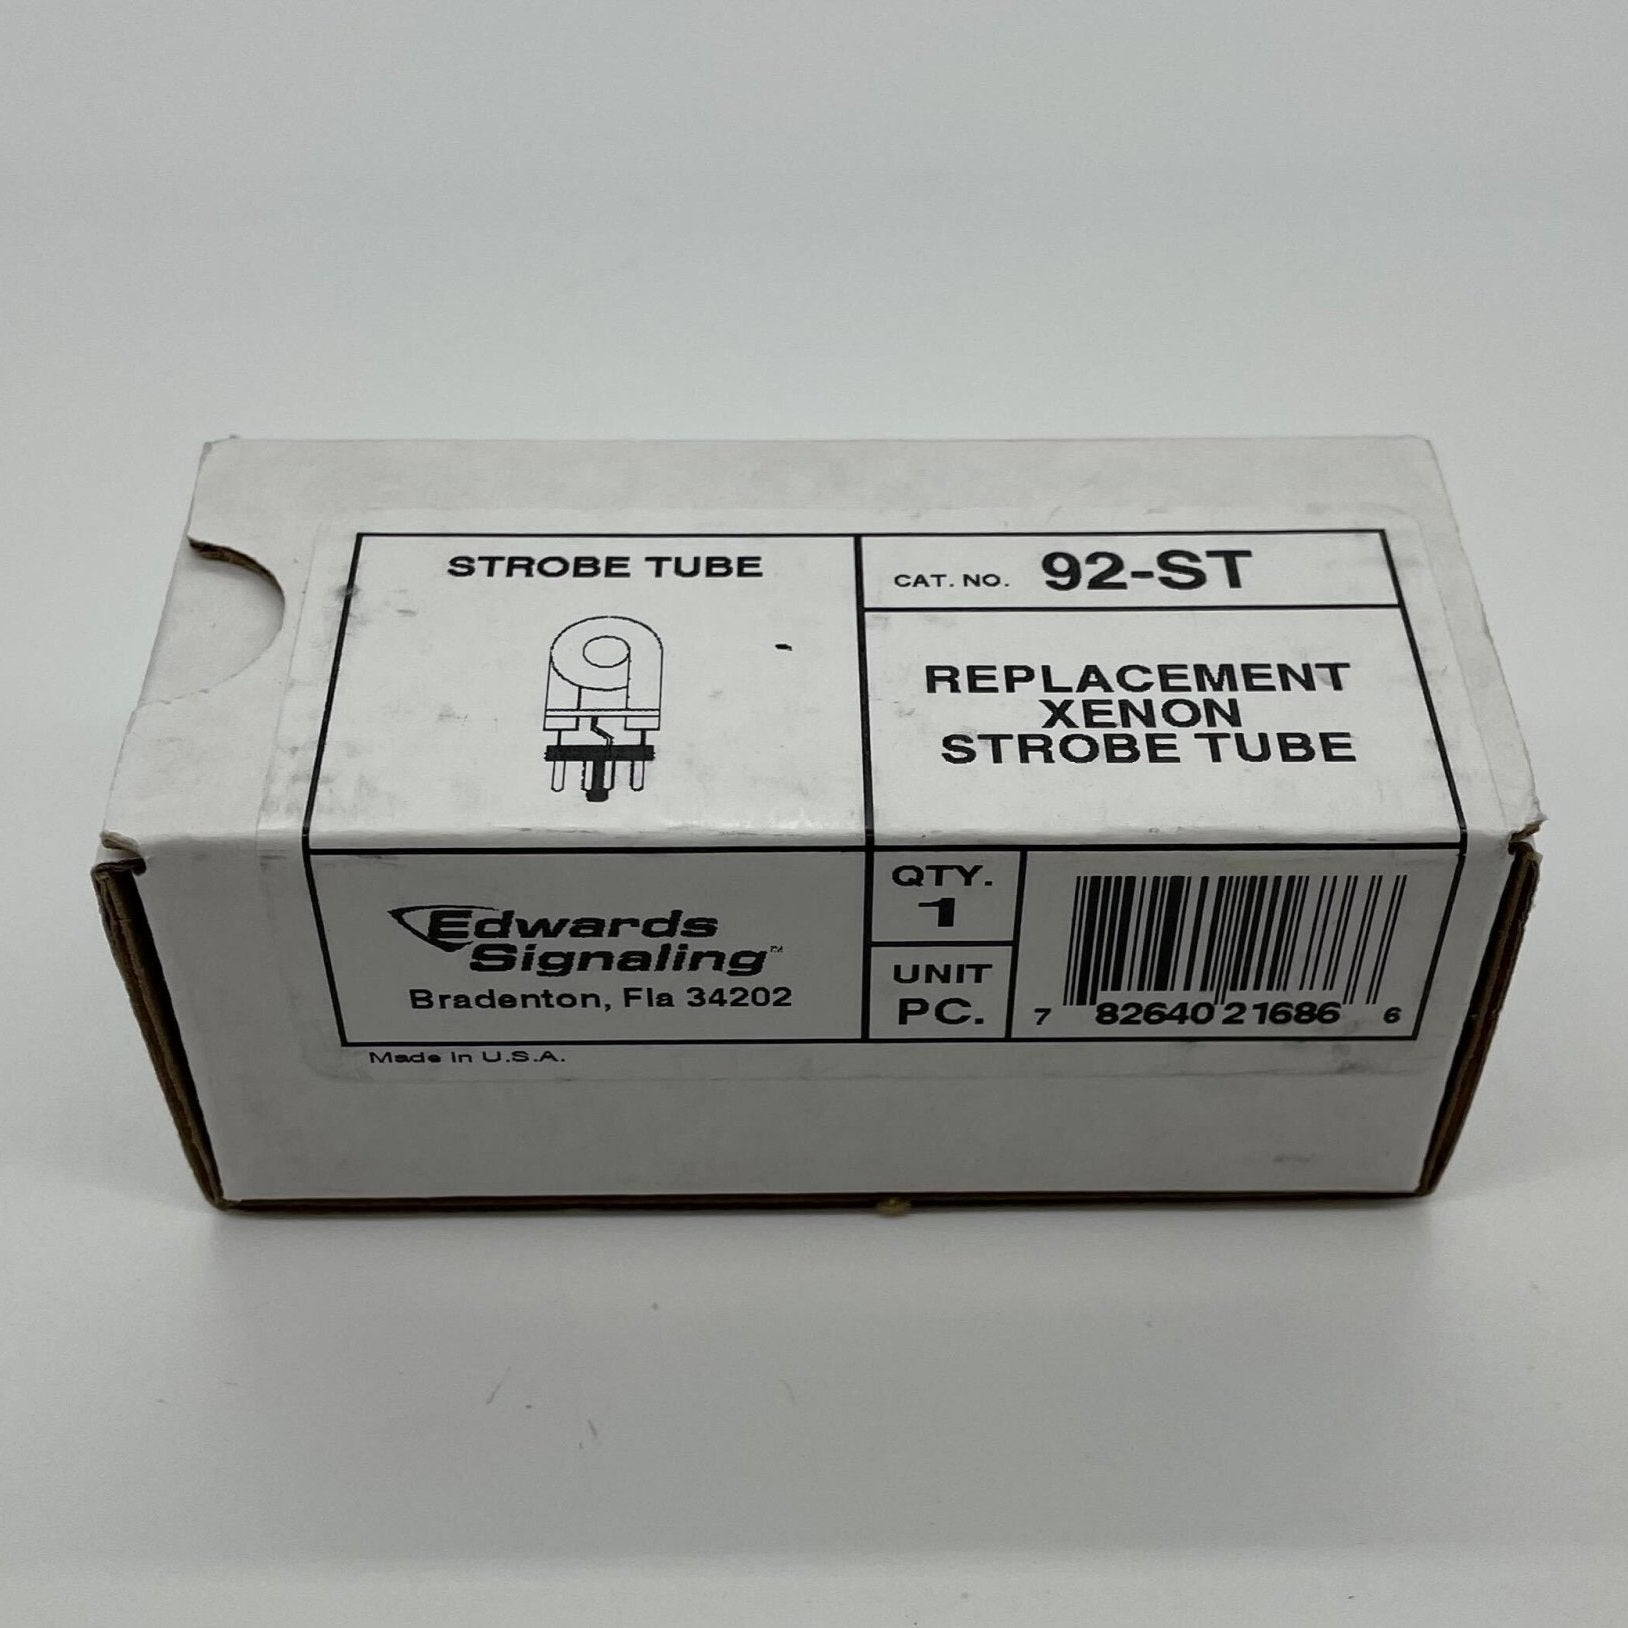 STROBE TUBE
CAT. NO. 92-ST
REPLACEMENT
XENON
STROBE TUBE
Edwards
Signaling™
Bradenton, Fla 34202
QTY.
1
UNIT
PC.
7 82640 21686 6
Made in U.S.A.